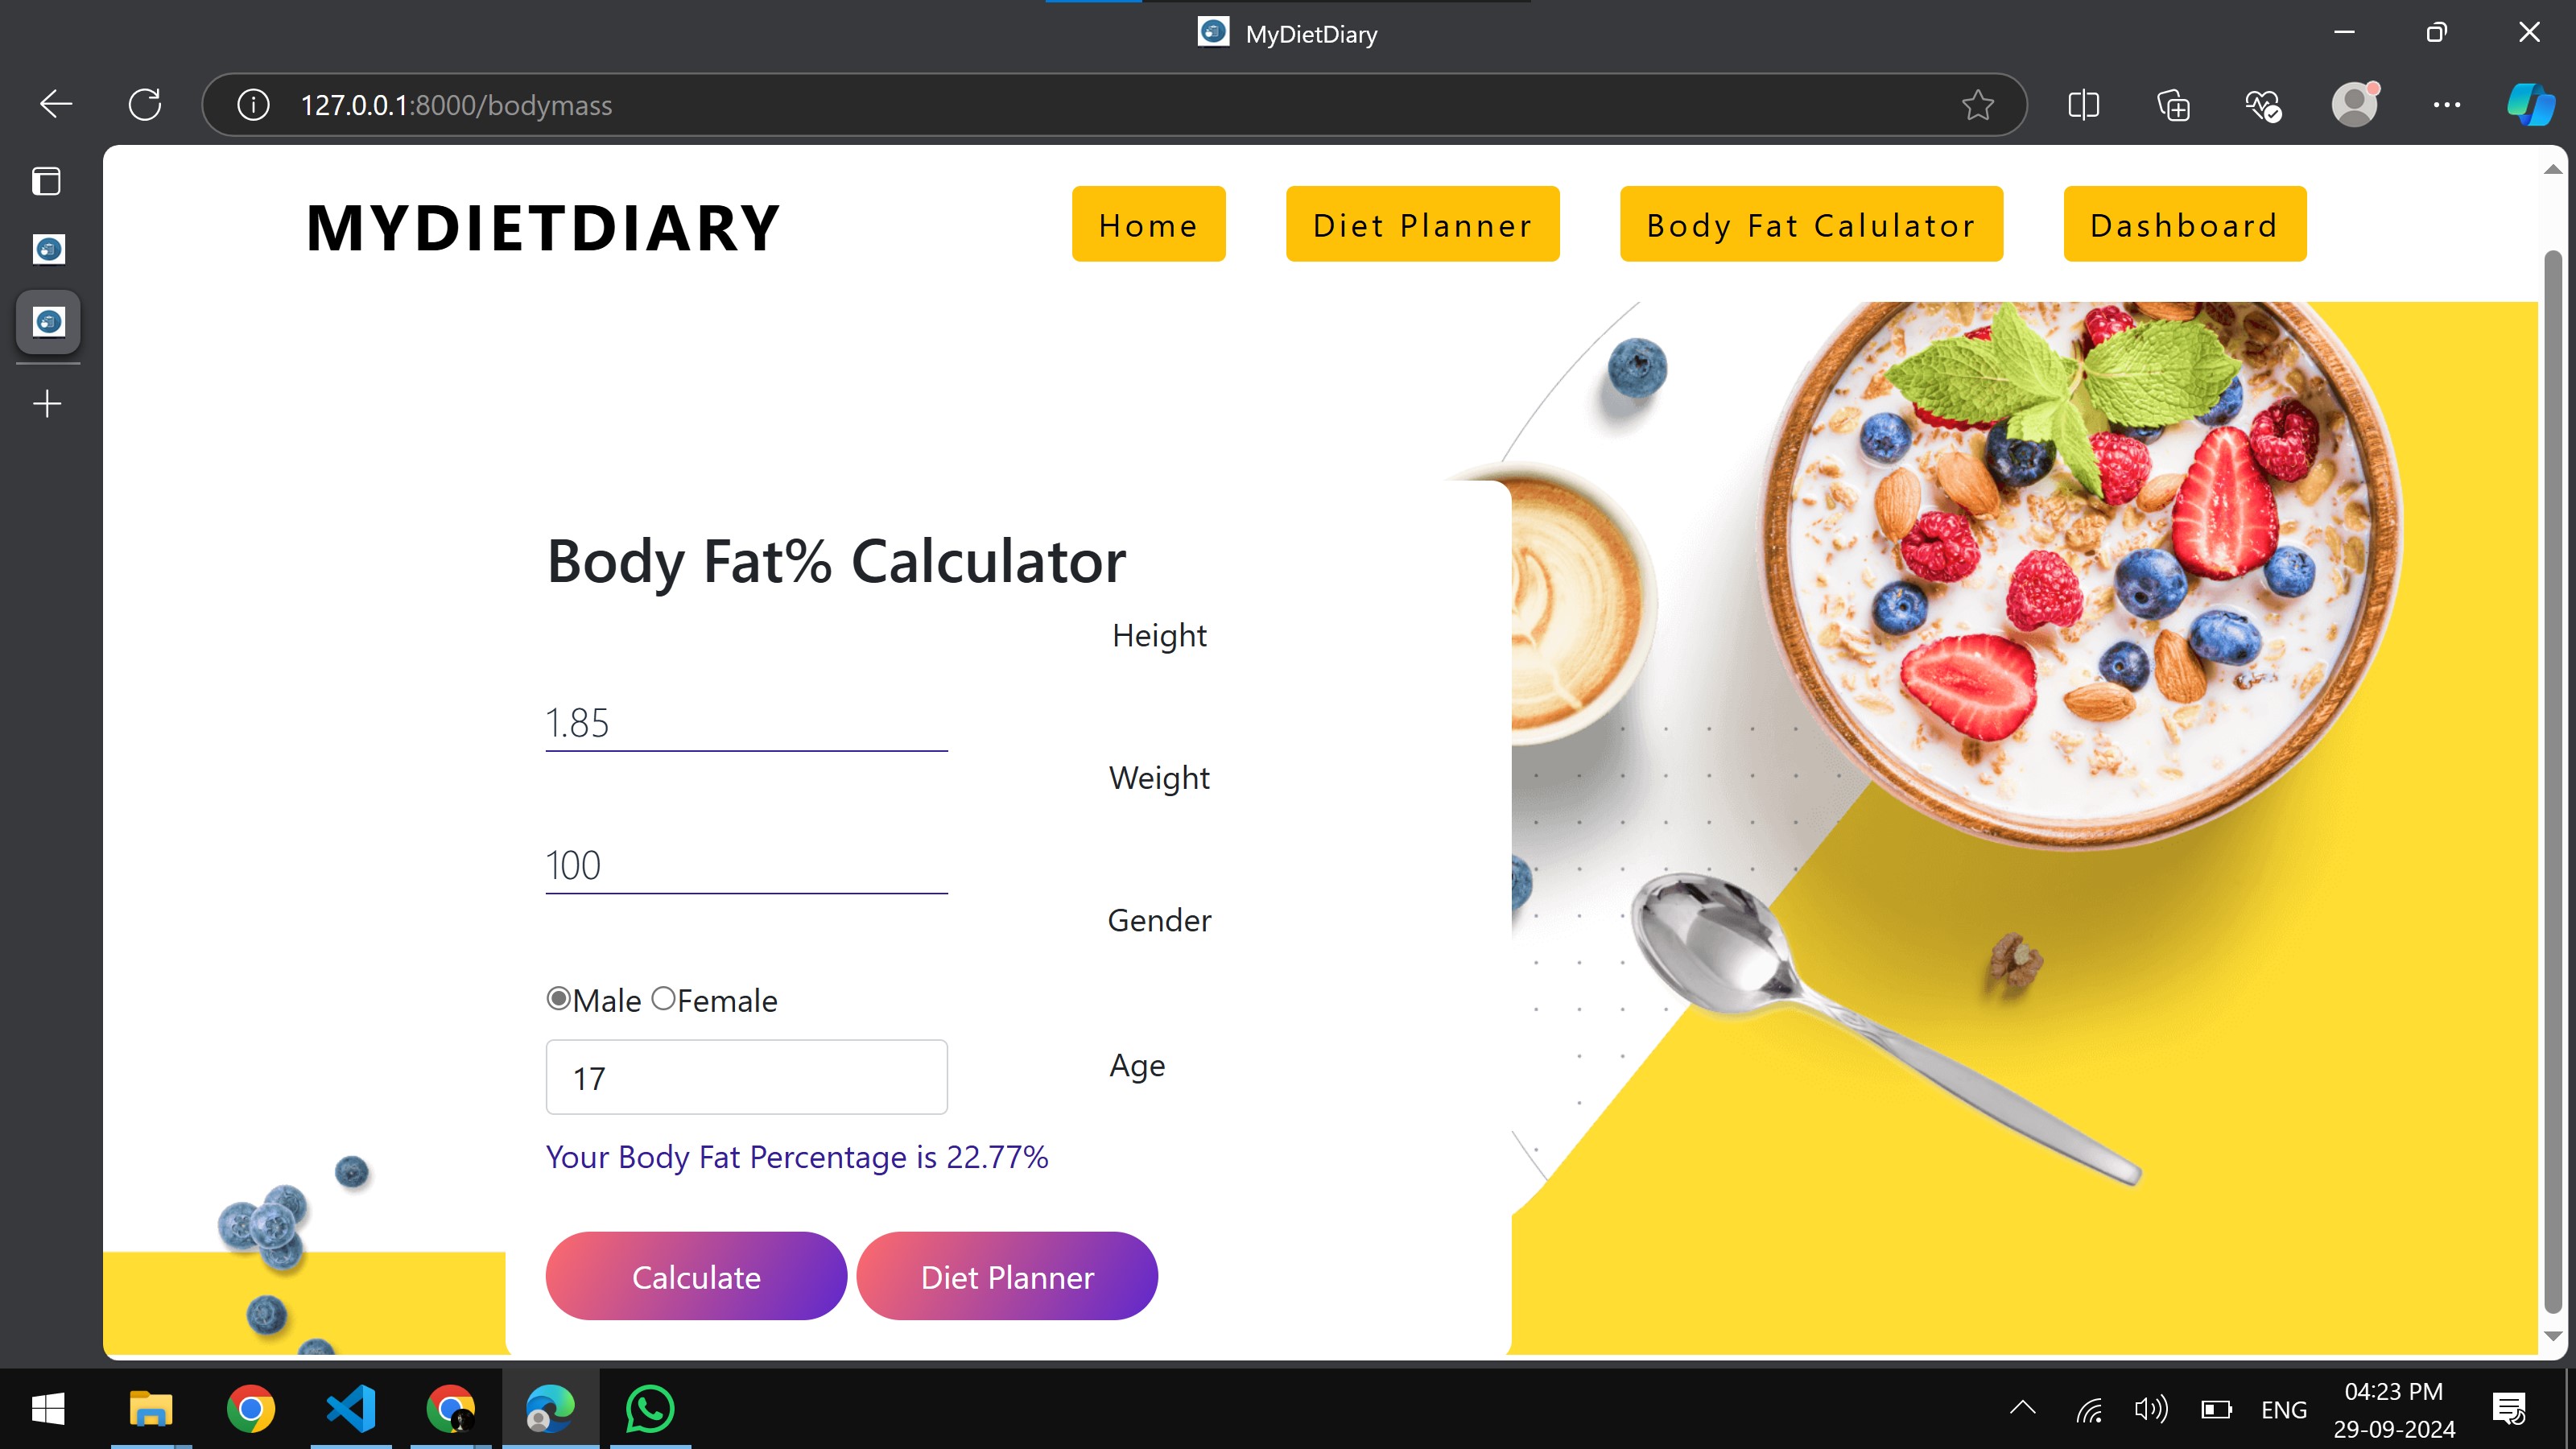 MyDietDiary
127.0.0.1:8000/bodymass
MYDIETDIARY
Home
Diet Planner
Body Fat Calulator
Dashboard
Body Fat% Calculator
Height
1.85
Weight
100
Gender
Male Female
Age
17
Your Body Fat Percentage is 22.77%
Calculate
Diet Planner
ENG
04:23 PM
29-09-2024